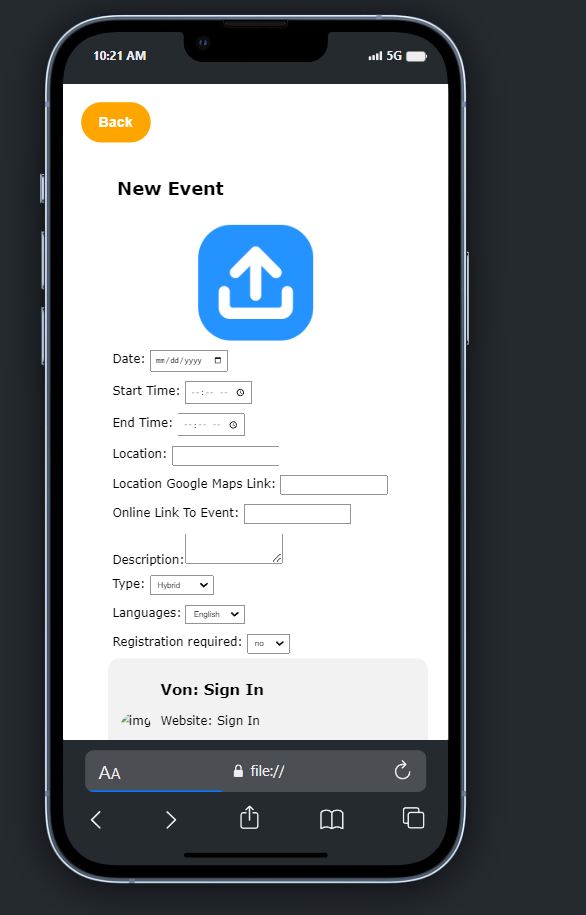 10:21 AM 5G
Back
New Event
Date: mm/dd/yyyy
Start Time: --:-- --
End Time: --:-- --
Location:
Location Google Maps Link:
Online Link To Event:
Description:
Type: Hybrid
Languages: English
Registration required: no
Von: Sign In
img Website: Sign In
AA file://